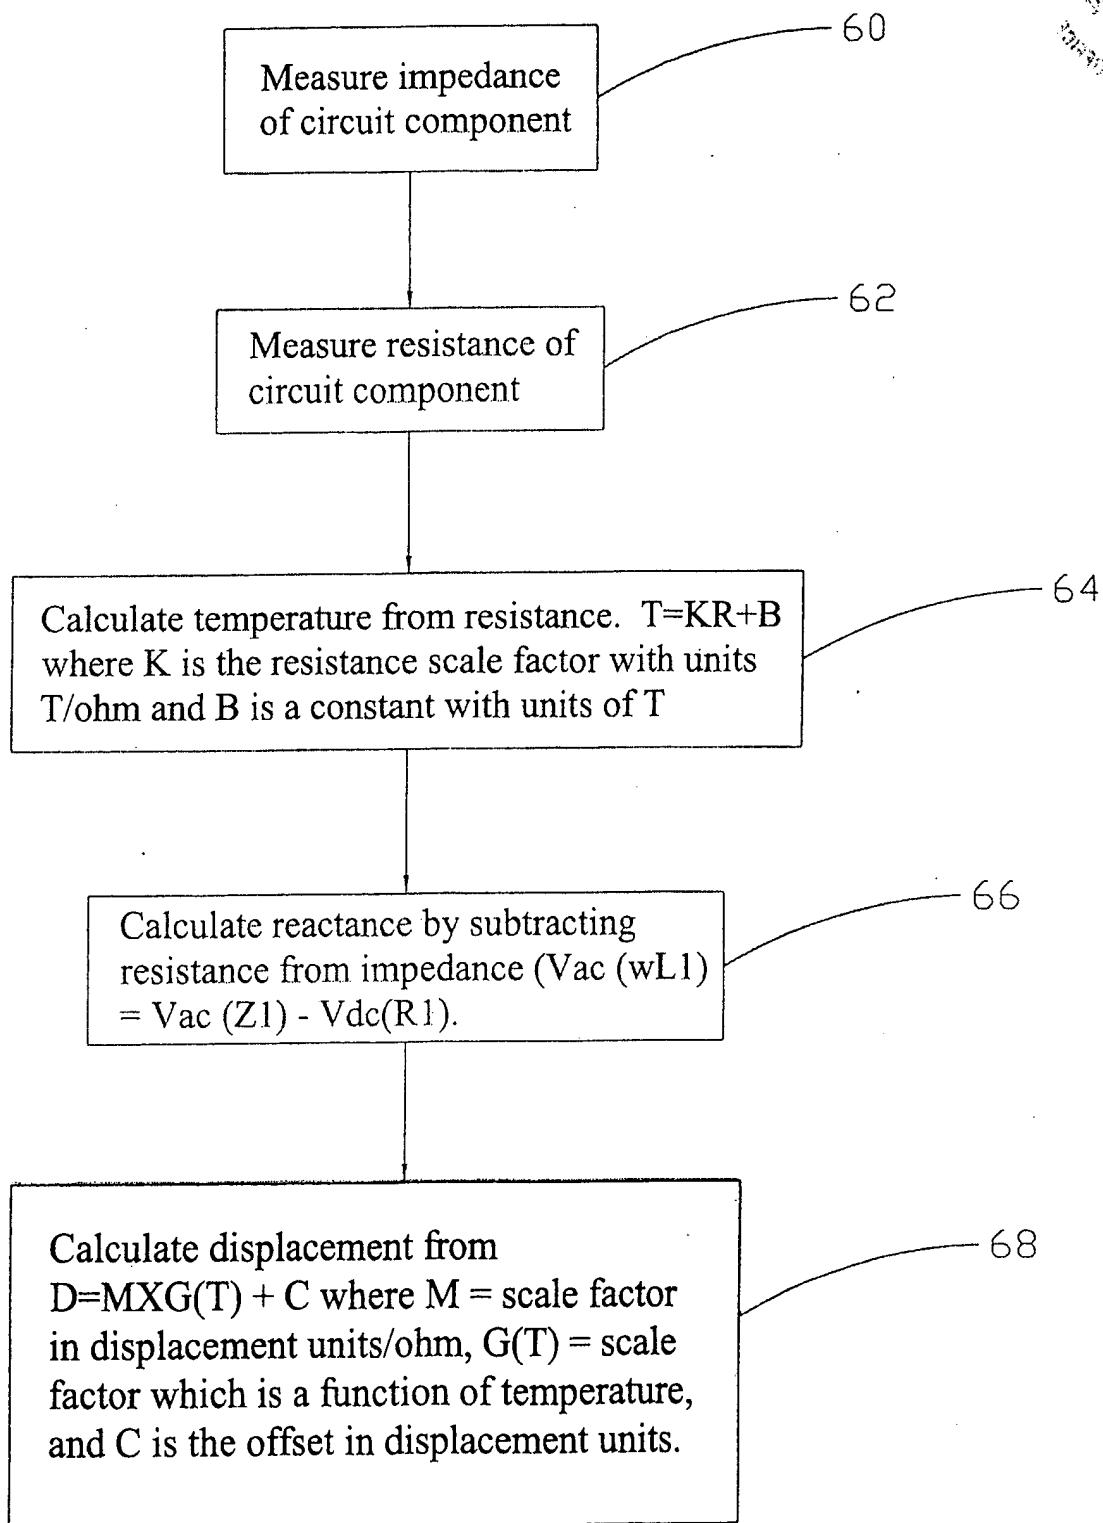 60
Measure impedance
of circuit component
62
Measure resistance of
circuit component
64
Calculate temperature from resistance.  T=KR+B
where K is the resistance scale factor with units
T/ohm and B is a constant with units of T
66
Calculate reactance by subtracting
resistance from impedance (Vac (wL1)
= Vac (Z1) - Vdc(R1).
68
Calculate displacement from
D=MXG(T) + C where M = scale factor
in displacement units/ohm, G(T) = scale
factor which is a function of temperature,
and C is the offset in displacement units.